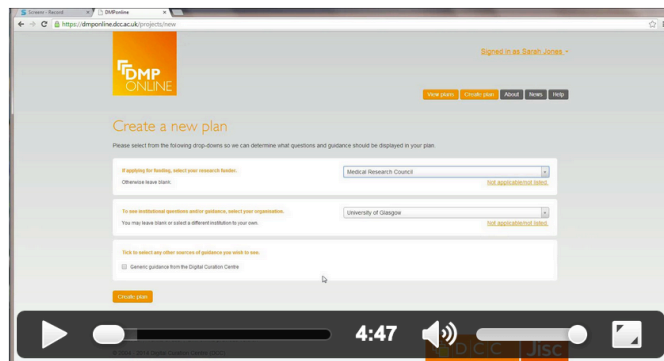 Screenr - Record
DMPonline
https://dmponline.dcc.ac.uk/projects/new
Signed in as Sarah Jones
DMP
ONLINE
View plans Create plan About News Help
Create a new plan
Please select from the following drop-downs so we can determine what questions and guidance should be displayed in your plan.
If applying for funding, select your research funder.
Medical Research Council
Otherwise leave blank.
Not applicable/not listed.
To see institutional questions and/or guidance, select your organisation.
University of Glasgow
You may leave blank or select a different institution to your own.
Not applicable/not listed.
Tick to select any other sources of guidance you wish to see.
Generic guidance from the Digital Curation Centre
Create plan
4:47
DCC Jisc